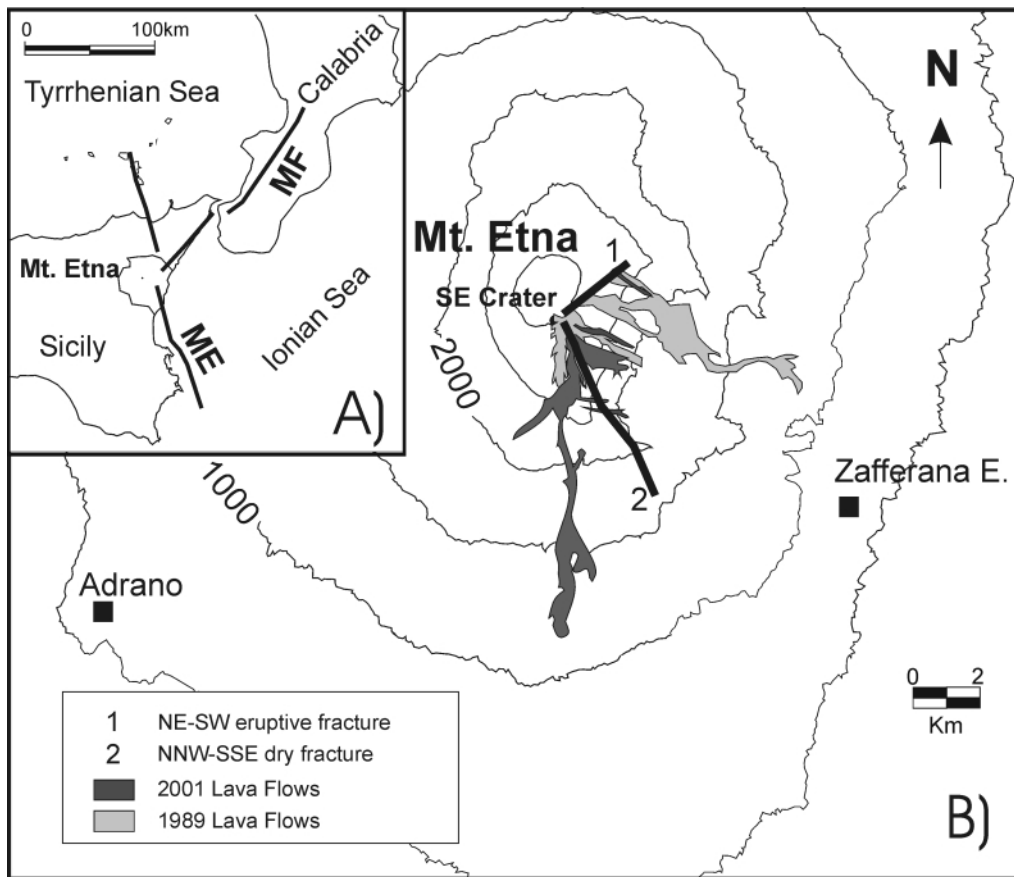 0 100km
Tyrrhenian Sea
Calabria
MF
Mt. Etna
Ionian Sea
Sicily
ME
A)
N
Mt. Etna
1
SE Crater
2000
2
Zafferana E.
1000
Adrano
0 2
Km
1 NE-SW eruptive fracture
2 NNW-SSE dry fracture
2001 Lava Flows
1989 Lava Flows
B)